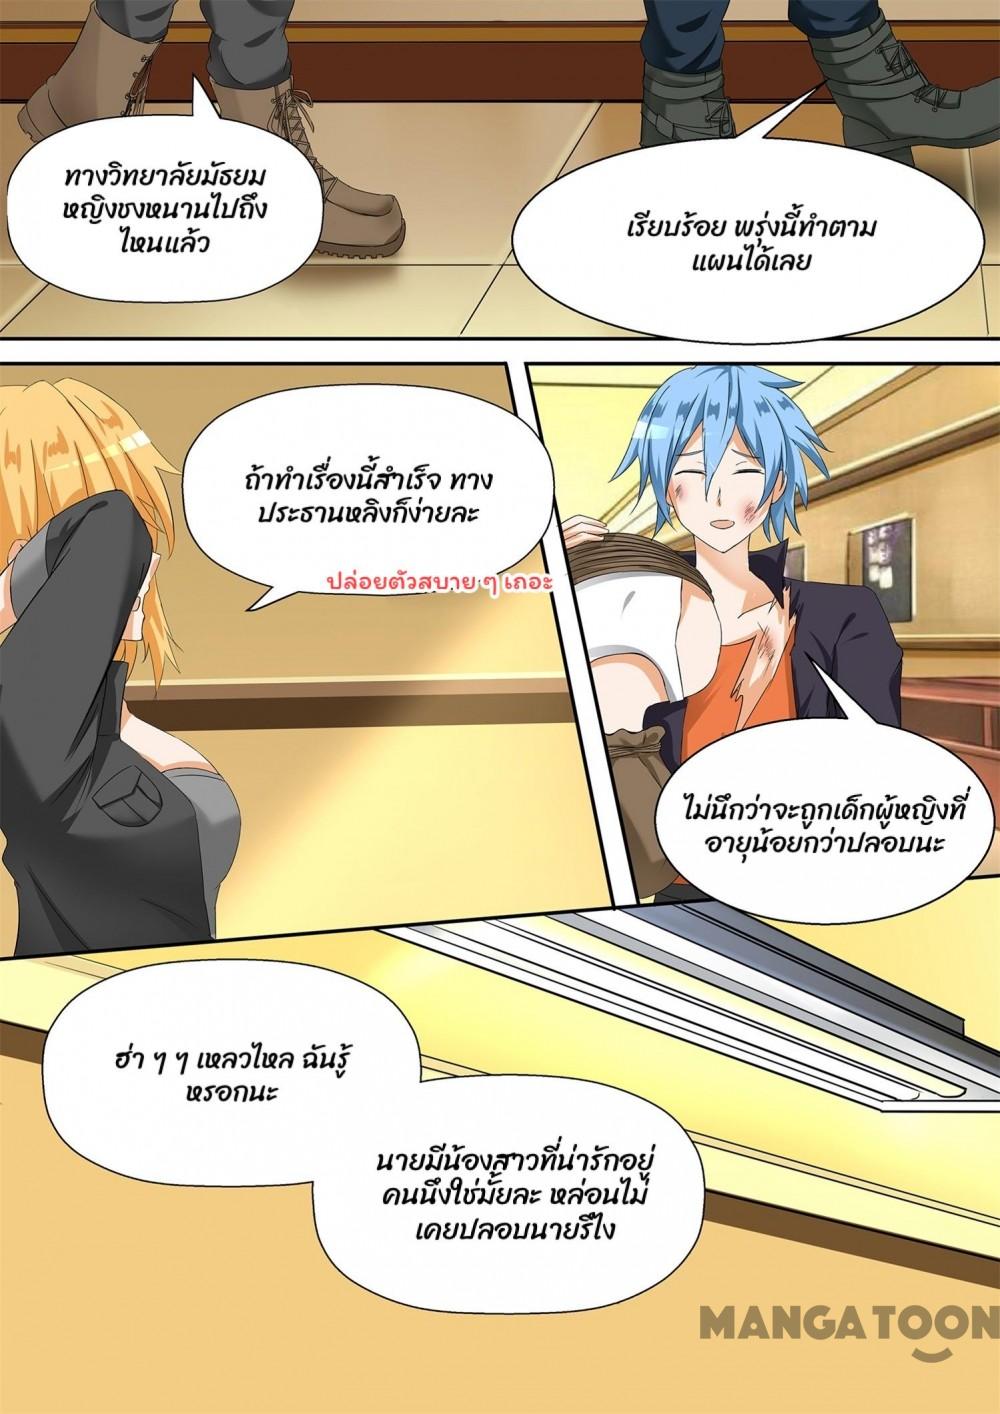 ทางวิทยาลัยมัธยม
หญิงชงหนานไปถึง
ไหนแล้ว
เรียบร้อย พรุ่งนี้ทำตาม
แผนได้เลย
ถ้าทำเรื่องนี้สำเร็จ ทาง
ประธานหลิงก็ง่ายละ
ปล่อยตัวสบาย ๆ เถอะ
ไม่นึกว่าจะถูกเด็กผู้หญิงที่
อายุน้อยกว่าปลอบนะ
ฮ่า ๆ ๆ เหลวไหล ฉันรู้
หรอกนะ
นายมีน้องสาวที่น่ารักอยู่
คนนึงใช่มั้ยละ หล่อนไม่
เคยปลอบนายรึไง
MANGATOON